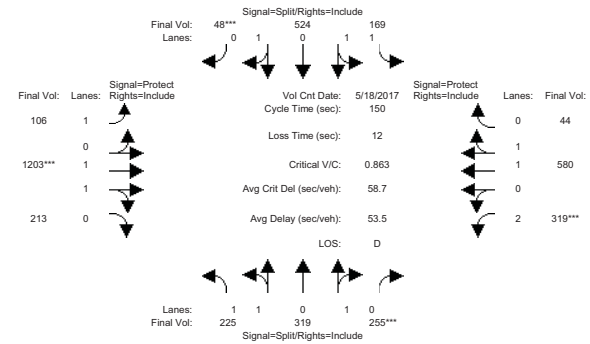 Signal=Split/Rights=Include
Final Vol: 48*** 524 169
Lanes: 0 1 0 1 1
Signal=Protect
Final Vol: Lanes: Rights=Include
Vol Cnt Date: 5/18/2017
Signal=Protect
Rights=Include Lanes: Final Vol:
Cycle Time (sec): 150
106 1
0 44
Loss Time (sec): 12
0
1
1203*** 1
Critical V/C: 0.863
1 580
1
Avg Crit Del (sec/veh): 58.7
0
213 0
Avg Delay (sec/veh): 53.5
2 319***
LOS: D
Lanes: 1 1 0 1 0
Final Vol: 225 319 255***
Signal=Split/Rights=Include